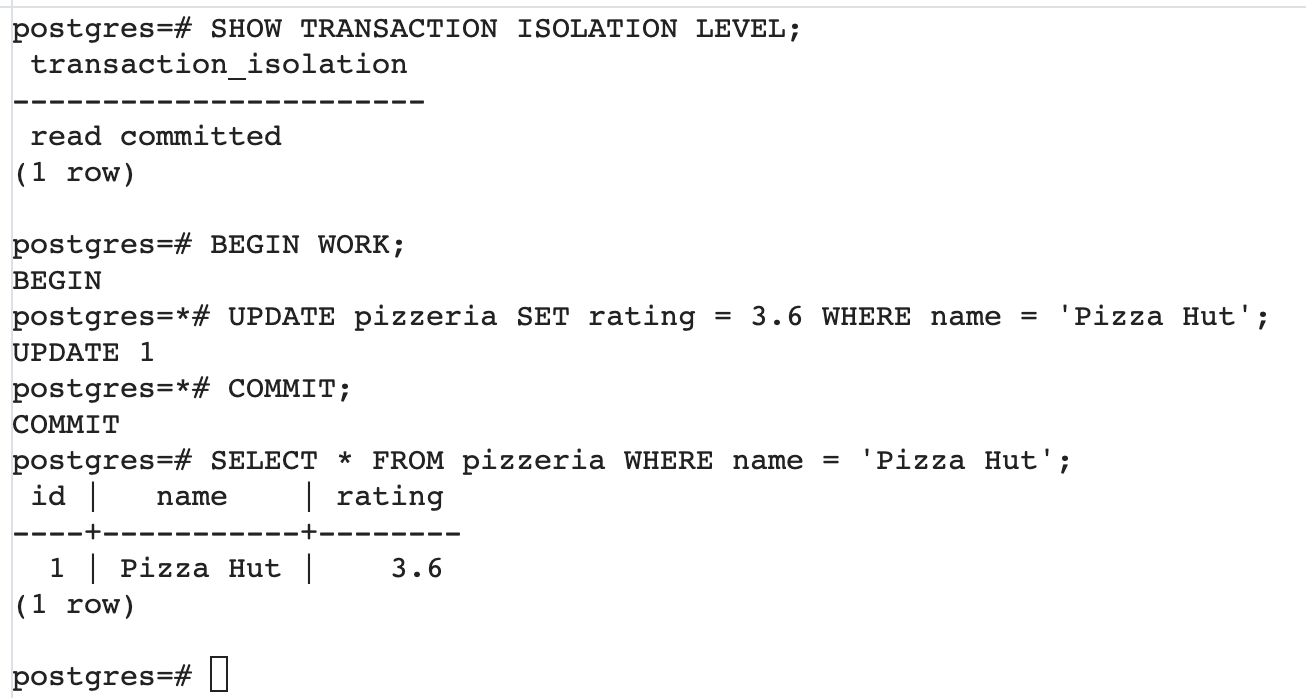 postgres=# SHOW TRANSACTION ISOLATION LEVEL;
 transaction_isolation
-----------------------
 read committed
(1 row)

postgres=# BEGIN WORK;
BEGIN
postgres=*# UPDATE pizzeria SET rating = 3.6 WHERE name = 'Pizza Hut';
UPDATE 1
postgres=*# COMMIT;
COMMIT
postgres=# SELECT * FROM pizzeria WHERE name = 'Pizza Hut';
 id |   name    | rating
----+-----------+--------
  1 | Pizza Hut |    3.6
(1 row)

postgres=#